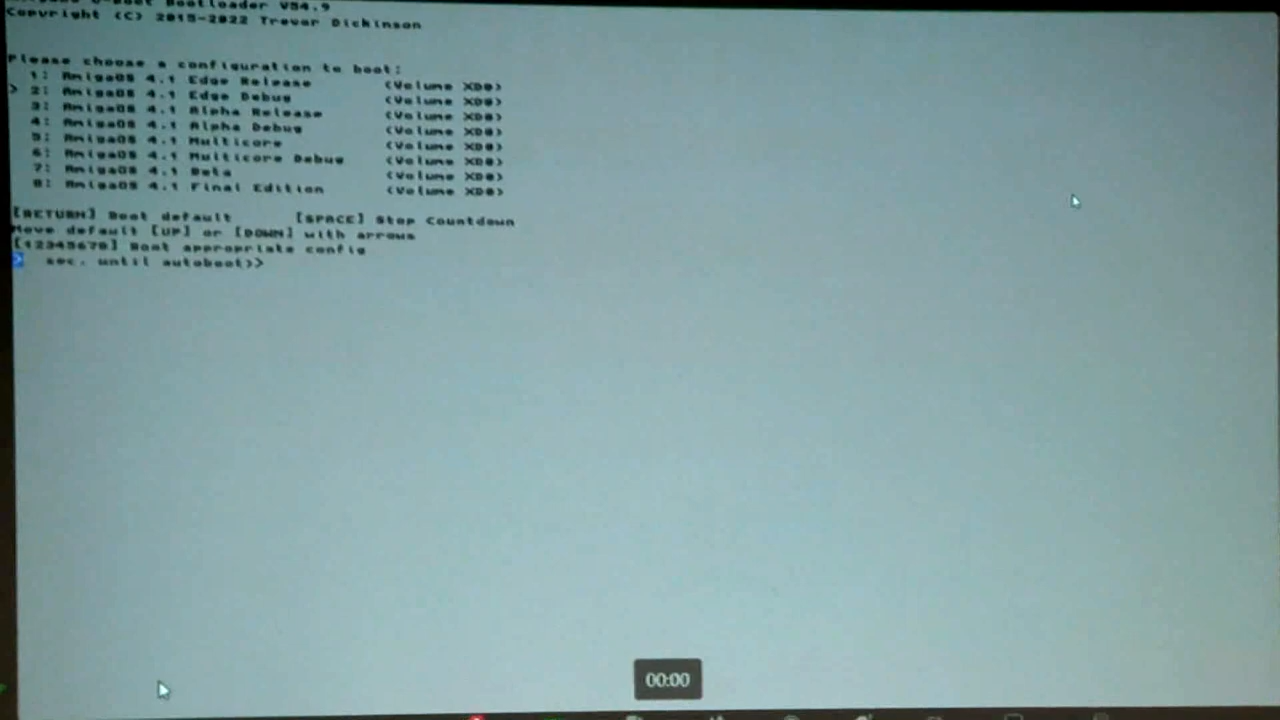 Bootloader V54.9
Copyright (C) 2015-2022 Trevor Dickinson
Please choose a configuration to boot:
1: AmigaOS 4.1 Edge Release (Volume XD0)
> 2: AmigaOS 4.1 Edge Debug (Volume XD0)
3: AmigaOS 4.1 Alpha Release (Volume XD0)
4: AmigaOS 4.1 Alpha Debug (Volume XD0)
5: AmigaOS 4.1 Multicore (Volume XD0)
6: AmigaOS 4.1 Multicore Debug (Volume XD0)
7: AmigaOS 4.1 Beta (Volume XD0)
8: AmigaOS 4.1 Final Edition (Volume XD0)
[RETURN] Boot default [SPACE] Stop Countdown
Move default [UP] or [DOWN] with arrows
[12345678] Boot appropriate config
> sec. until autoboot>>
00:00